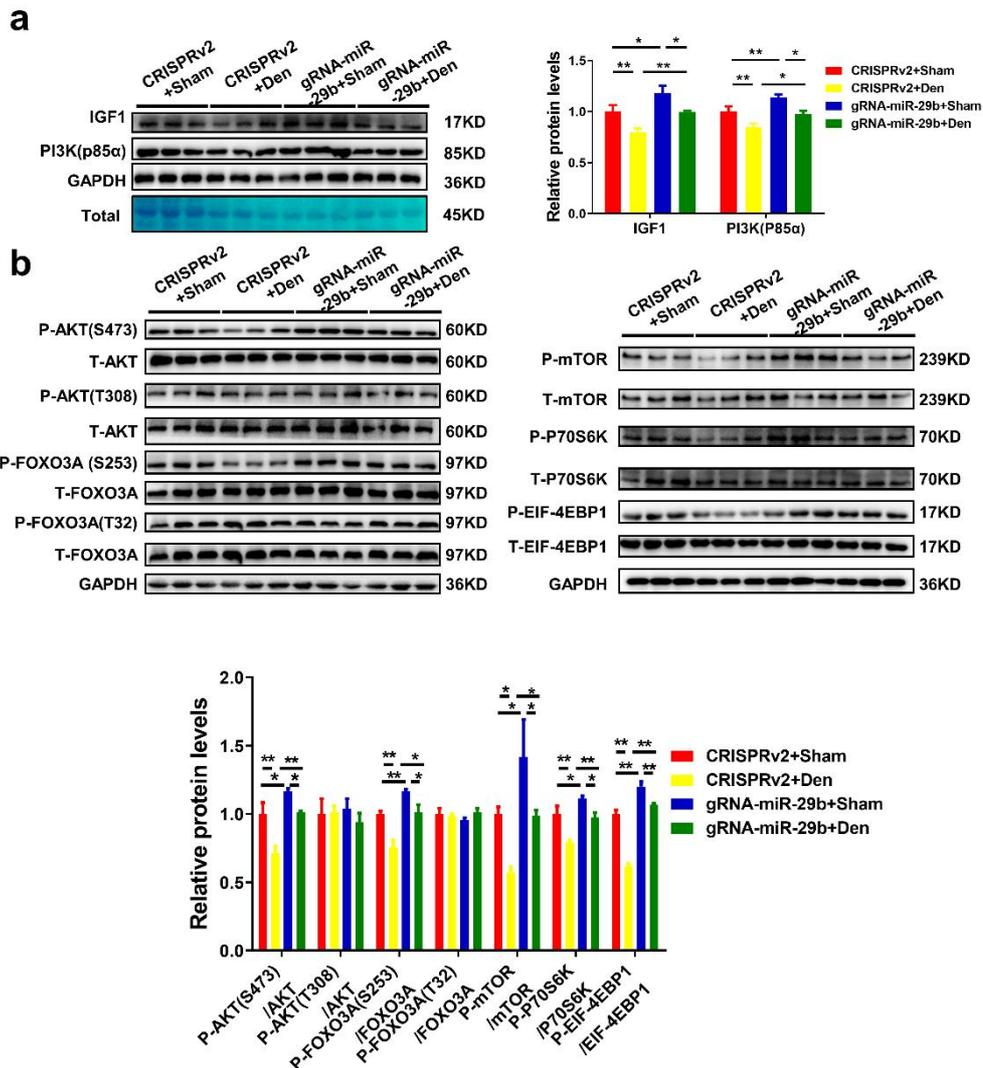 a
CRISPRv2
+Sham
CRISPRv2
+Den
gRNA-miR
-29b+Sham
gRNA-miR
-29b+Den
IGF1
17KD
PI3K(p85α)
85KD
GAPDH
36KD
Total
45KD
Relative protein levels
1.5
1.0
0.5
0.0
* *
** **
** *
** *
IGF1
PI3K(P85α)
CRISPRv2+Sham
CRISPRv2+Den
gRNA-miR-29b+Sham
gRNA-miR-29b+Den
b
CRISPRv2
+Sham
CRISPRv2
+Den
gRNA-miR
-29b+Sham
gRNA-miR
-29b+Den
P-AKT(S473)
60KD
T-AKT
60KD
P-AKT(T308)
60KD
T-AKT
60KD
P-FOXO3A (S253)
97KD
T-FOXO3A
97KD
P-FOXO3A(T32)
97KD
T-FOXO3A
97KD
GAPDH
36KD
CRISPRv2
+Sham
CRISPRv2
+Den
gRNA-miR
-29b+Sham
gRNA-miR
-29b+Den
P-mTOR
239KD
T-mTOR
239KD
P-P70S6K
70KD
T-P70S6K
70KD
P-EIF-4EBP1
17KD
T-EIF-4EBP1
17KD
GAPDH
36KD
Relative protein levels
2.0
1.5
1.0
0.5
0.0
** **
* *
** *
** *
* *
* *
** **
* *
** **
** **
P-AKT(S473)
/AKT
P-AKT(T308)
/AKT
P-FOXO3A(S253)
/FOXO3A
P-FOXO3A(T32)
/FOXO3A
P-mTOR
/mTOR
P-P70S6K
/P70S6K
P-EIF-4EBP1
/EIF-4EBP1
CRISPRv2+Sham
CRISPRv2+Den
gRNA-miR-29b+Sham
gRNA-miR-29b+Den